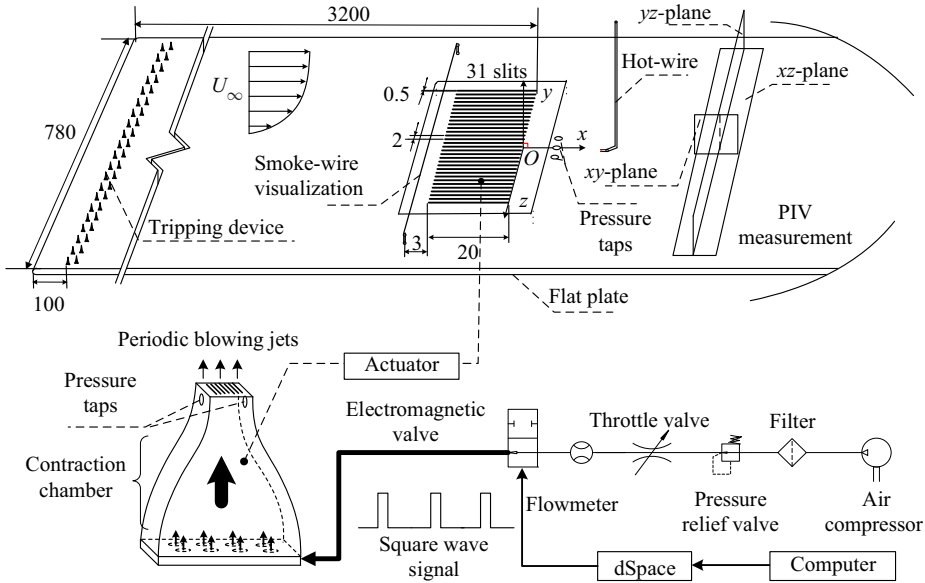 3200
yz-plane
31 slits
Hot-wire
xz-plane
U∞
y
0.5
780
2
x
O
Smoke-wire
visualization
xy-plane
z
Pressure
taps
PIV
measurement
Tripping device
3
20
100
Flat plate
Periodic blowing jets
Actuator
Pressure
taps
Electromagnetic
valve
Throttle valve
Filter
Contraction
chamber
Flowmeter
Pressure
relief valve
Air
compressor
Square wave
signal
dSpace
Computer